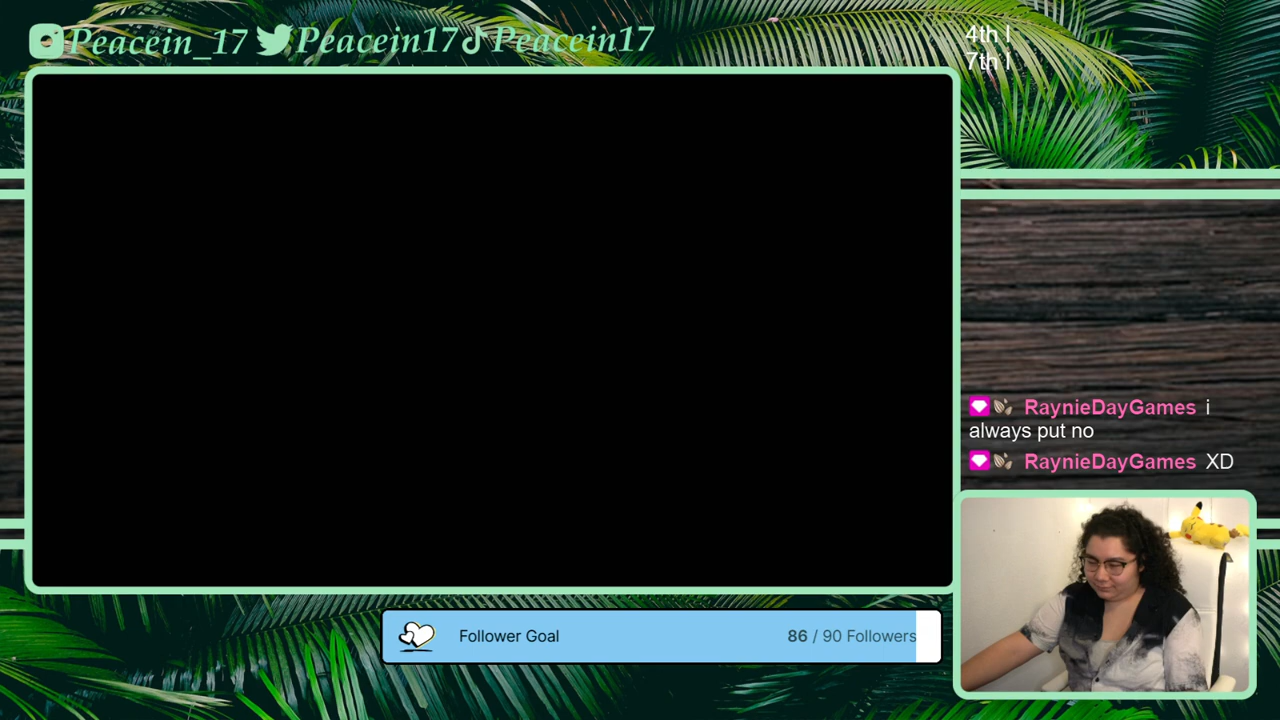 Peacein_17 Peacein17 Peacein17
4th l
7th l
RaynieDayGames i
always put no
RaynieDayGames XD
Follower Goal 86 / 90 Followers